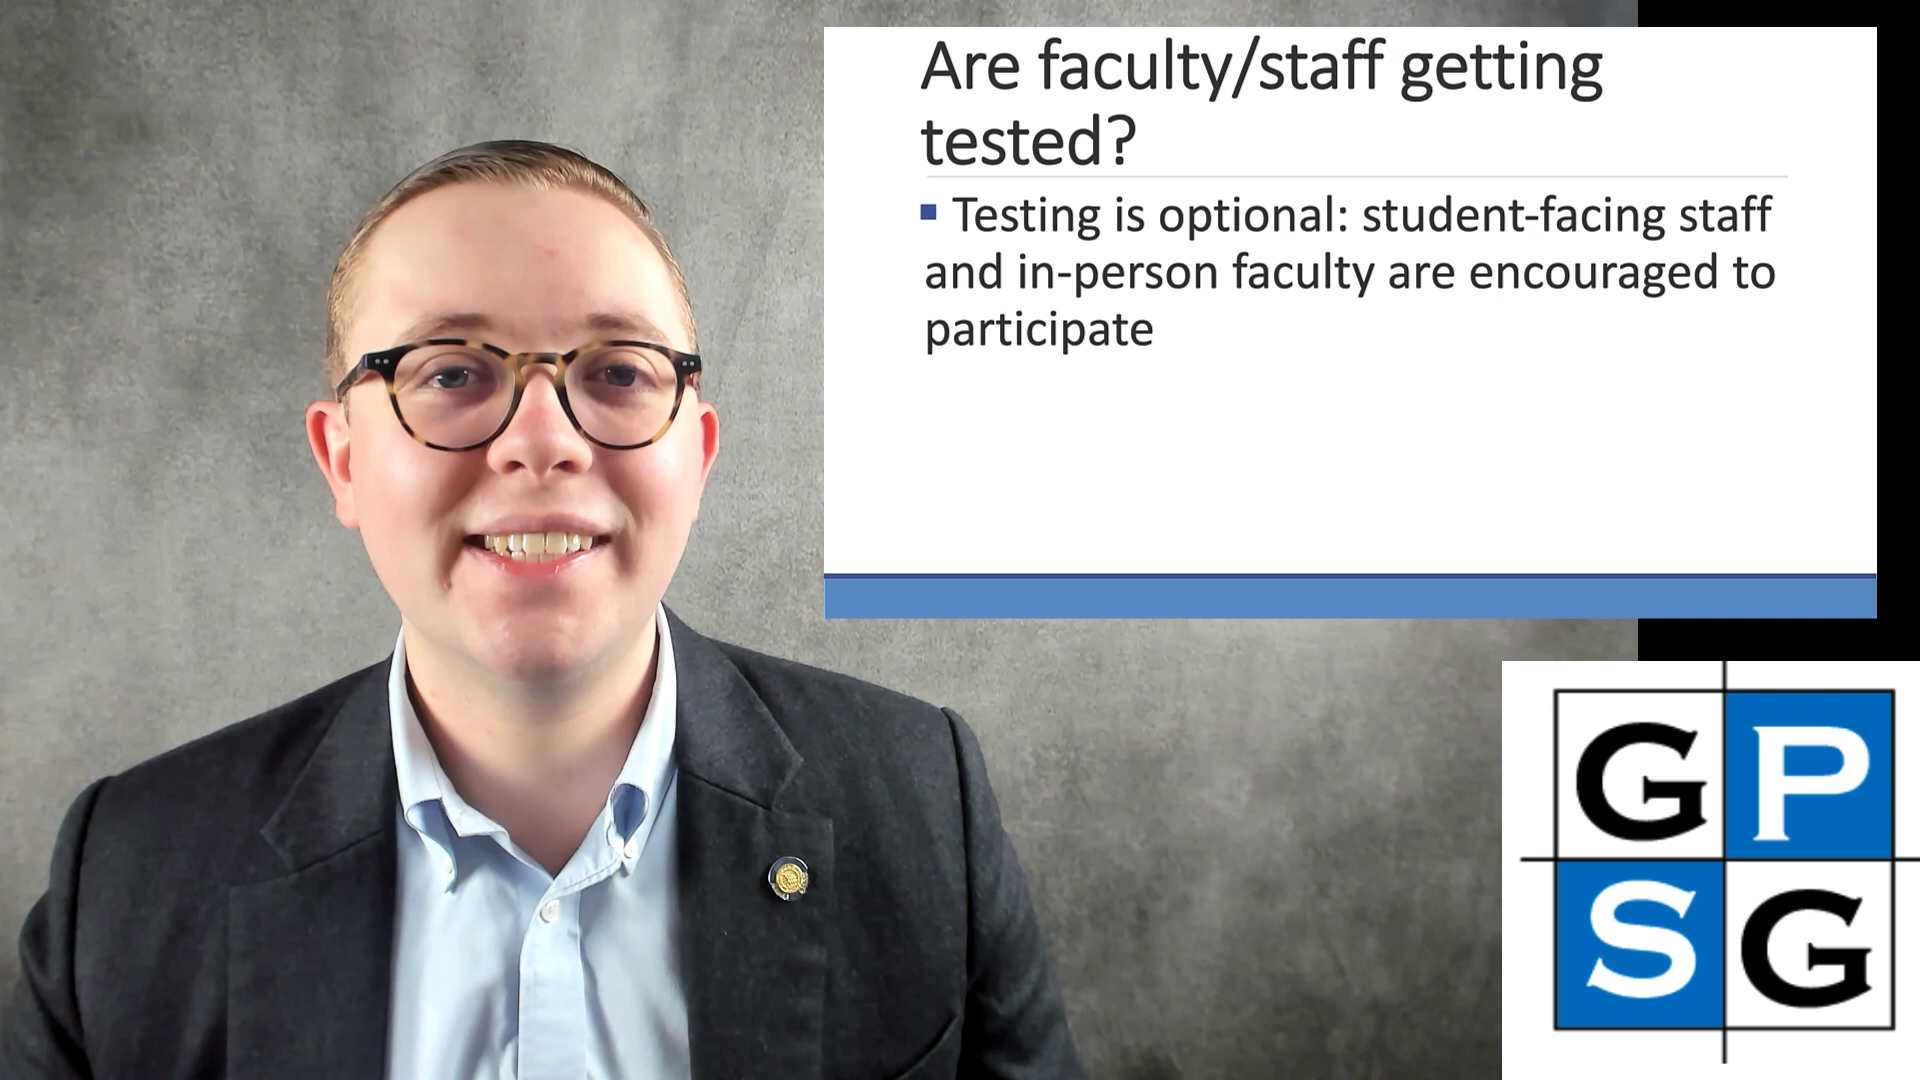 Are faculty/staff getting
tested?
▪ Testing is optional: student-facing staff
and in-person faculty are encouraged to
participate
G P
S G